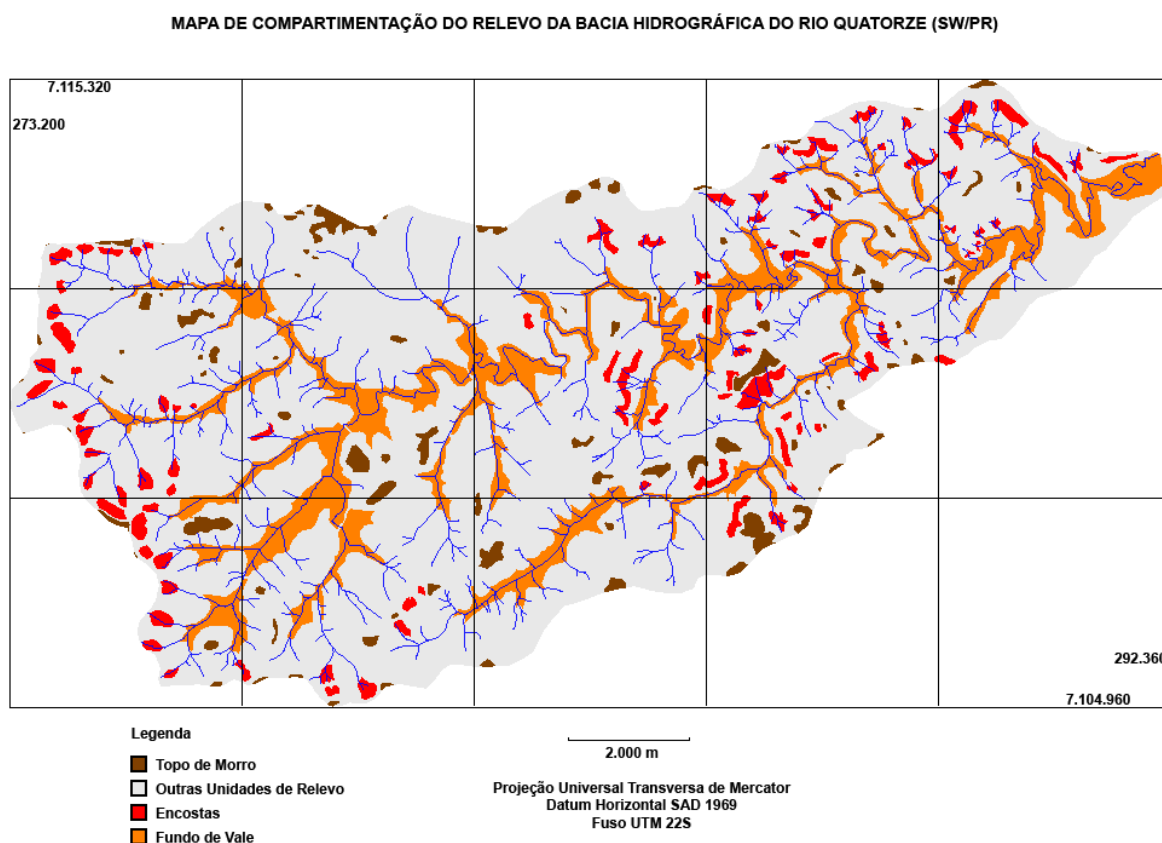 MAPA DE COMPARTIMENTAÇÃO DO RELEVO DA BACIA HIDROGRÁFICA DO RIO QUATORZE (SW/PR)
7.115.320
273.200
292.360
7.104.960
Legenda
Topo de Morro
Outras Unidades de Relevo
Encostas
Fundo de Vale
2.000 m
Projeção Universal Transversa de Mercator
Datum Horizontal SAD 1969
Fuso UTM 22S